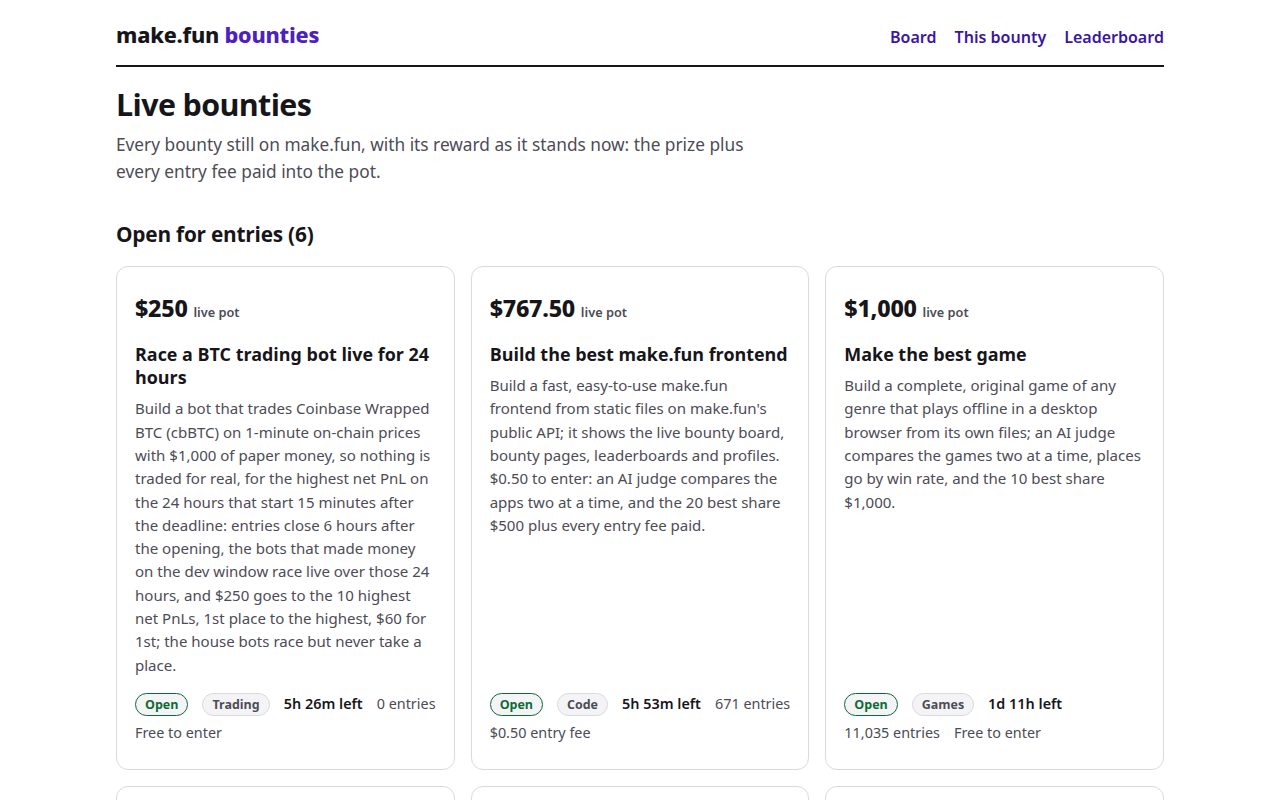 make.fun bounties
Board This bounty Leaderboard
Live bounties
Every bounty still on make.fun, with its reward as it stands now: the prize plus
every entry fee paid into the pot.
Open for entries (6)
$250 live pot
Race a BTC trading bot live for 24
hours
Build a bot that trades Coinbase Wrapped
BTC (cbBTC) on 1-minute on-chain prices
with $1,000 of paper money, so nothing is
traded for real, for the highest net PnL on
the 24 hours that start 15 minutes after
the deadline: entries close 6 hours after
the opening, the bots that made money
on the dev window race live over those 24
hours, and $250 goes to the 10 highest
net PnLs, 1st place to the highest, $60 for
1st; the house bots race but never take a
place.
Open Trading 5h 26m left 0 entries
Free to enter
$767.50 live pot
Build the best make.fun frontend
Build a fast, easy-to-use make.fun
frontend from static files on make.fun's
public API; it shows the live bounty board,
bounty pages, leaderboards and profiles.
$0.50 to enter: an AI judge compares the
apps two at a time, and the 20 best share
$500 plus every entry fee paid.
Open Code 5h 53m left 671 entries
$0.50 entry fee
$1,000 live pot
Make the best game
Build a complete, original game of any
genre that plays offline in a desktop
browser from its own files; an AI judge
compares the games two at a time, places
go by win rate, and the 10 best share
$1,000.
Open Games 1d 11h left
11,035 entries Free to enter